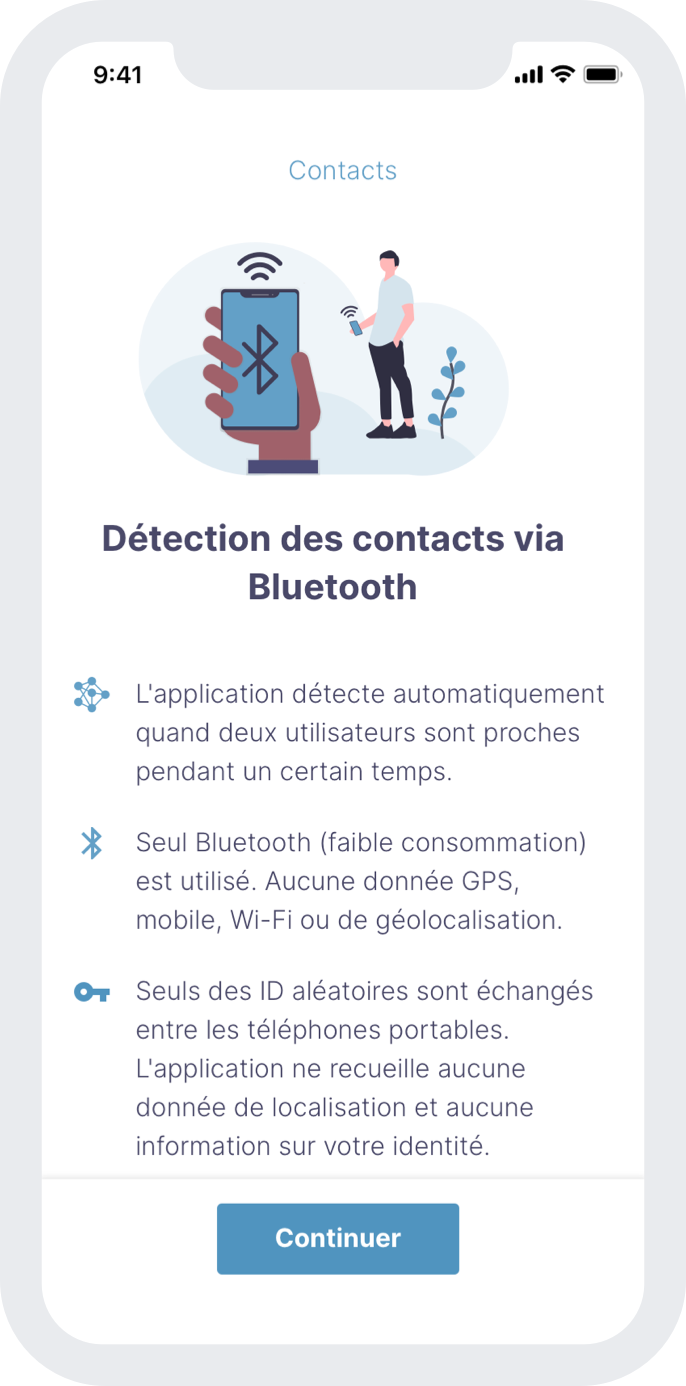 9:41
Contacts
Détection des contacts via
Bluetooth
L'application détecte automatiquement
quand deux utilisateurs sont proches
pendant un certain temps.
Seul Bluetooth (faible consommation)
est utilisé. Aucune donnée GPS,
mobile, Wi-Fi ou de géolocalisation.
Seuls des ID aléatoires sont échangés
entre les téléphones portables.
L'application ne recueille aucune
donnée de localisation et aucune
information sur votre identité.
Continuer